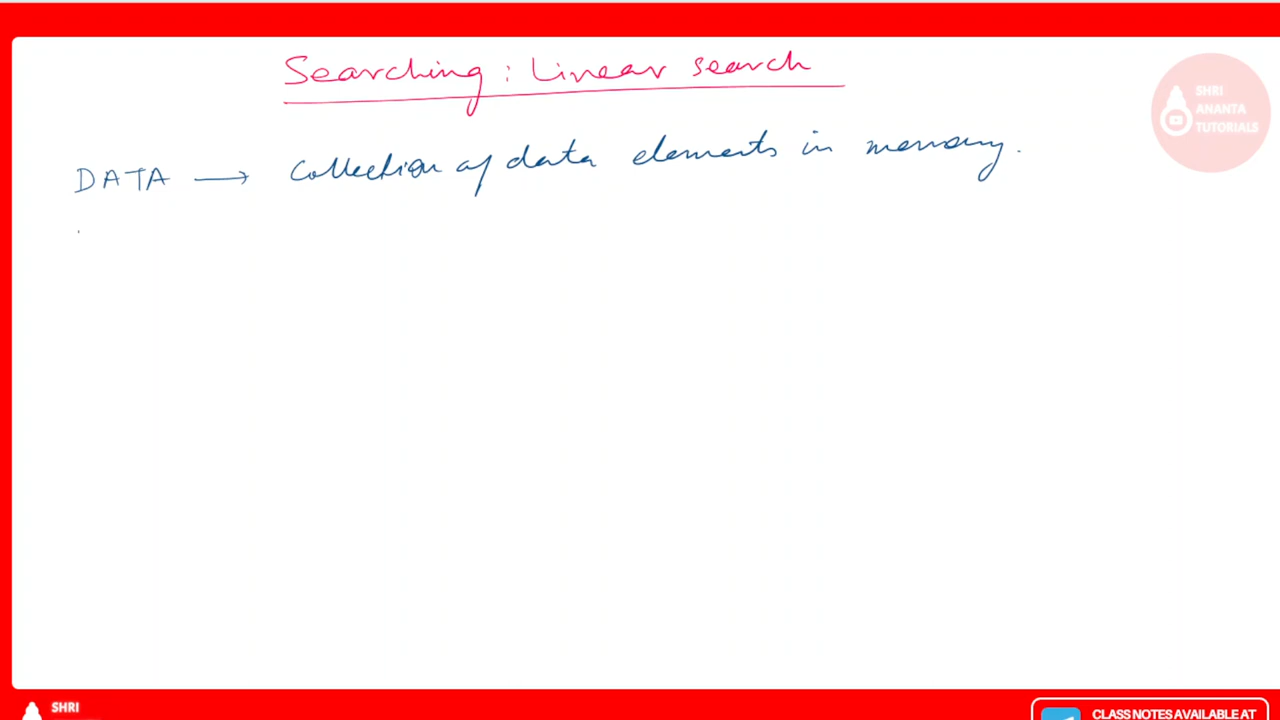 Searching : Linear search
SHRI
ANANTA
TUTORIALS
DATA → Collection of data elements in memory.
SHRI
CLASS NOTES AVAILABLE AT